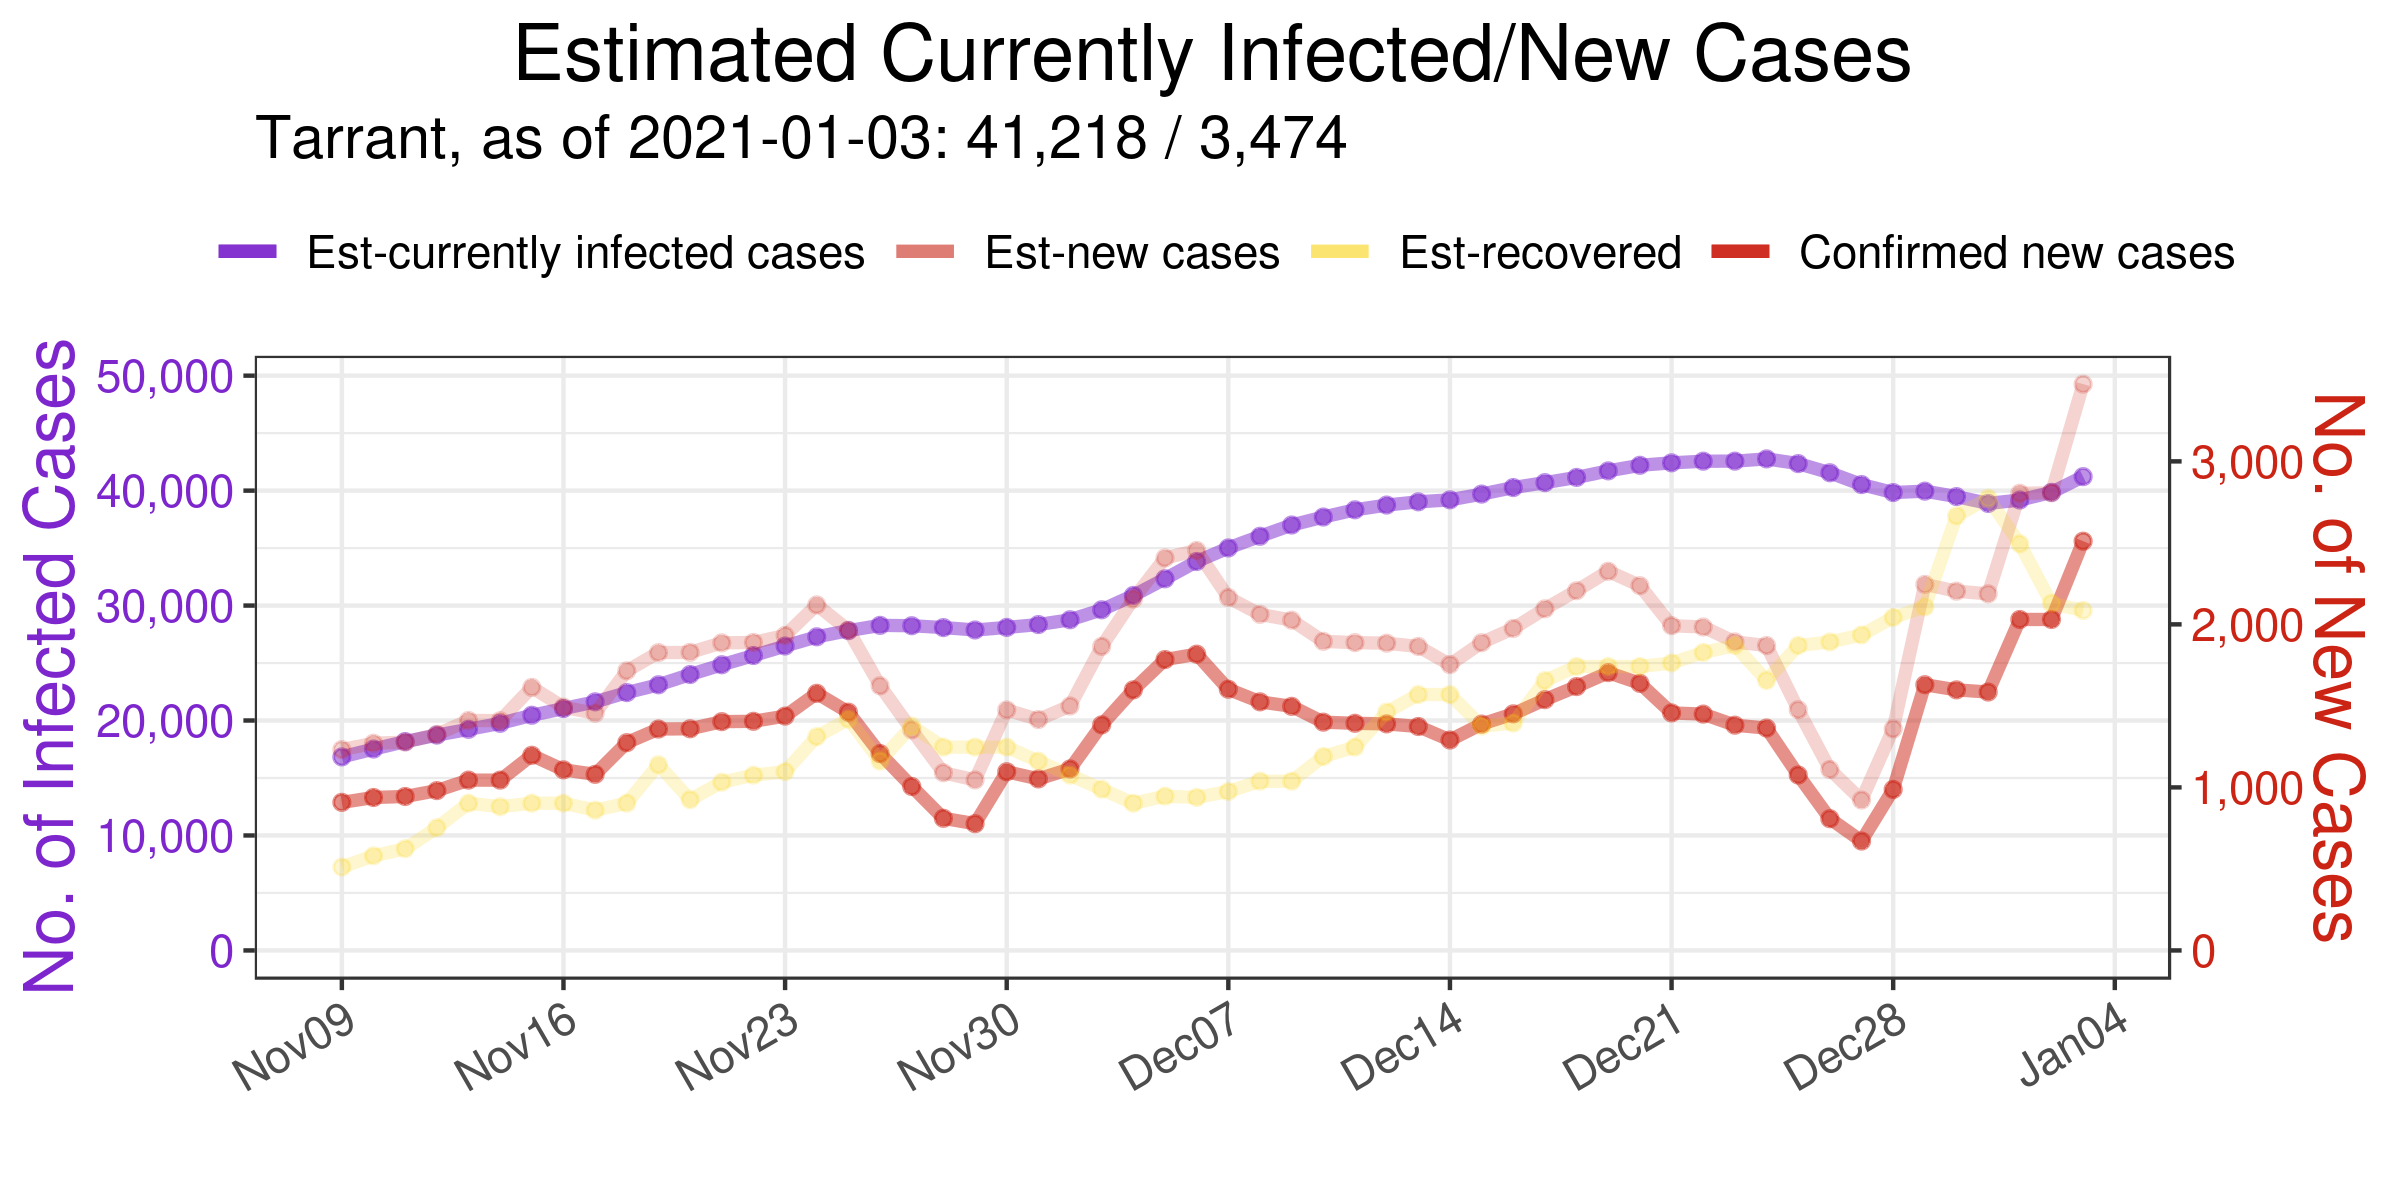 Estimated Currently Infected/New Cases
Tarrant, as of 2021-01-03: 41,218 / 3,474
Est-currently infected cases Est-new cases Est-recovered Confirmed new cases
No. of Infected Cases
50,000
40,000
30,000
20,000
10,000
0
3,000
2,000
1,000
0
No. of New Cases
Nov09 Nov16 Nov23 Nov30 Dec07 Dec14 Dec21 Dec28 Jan04